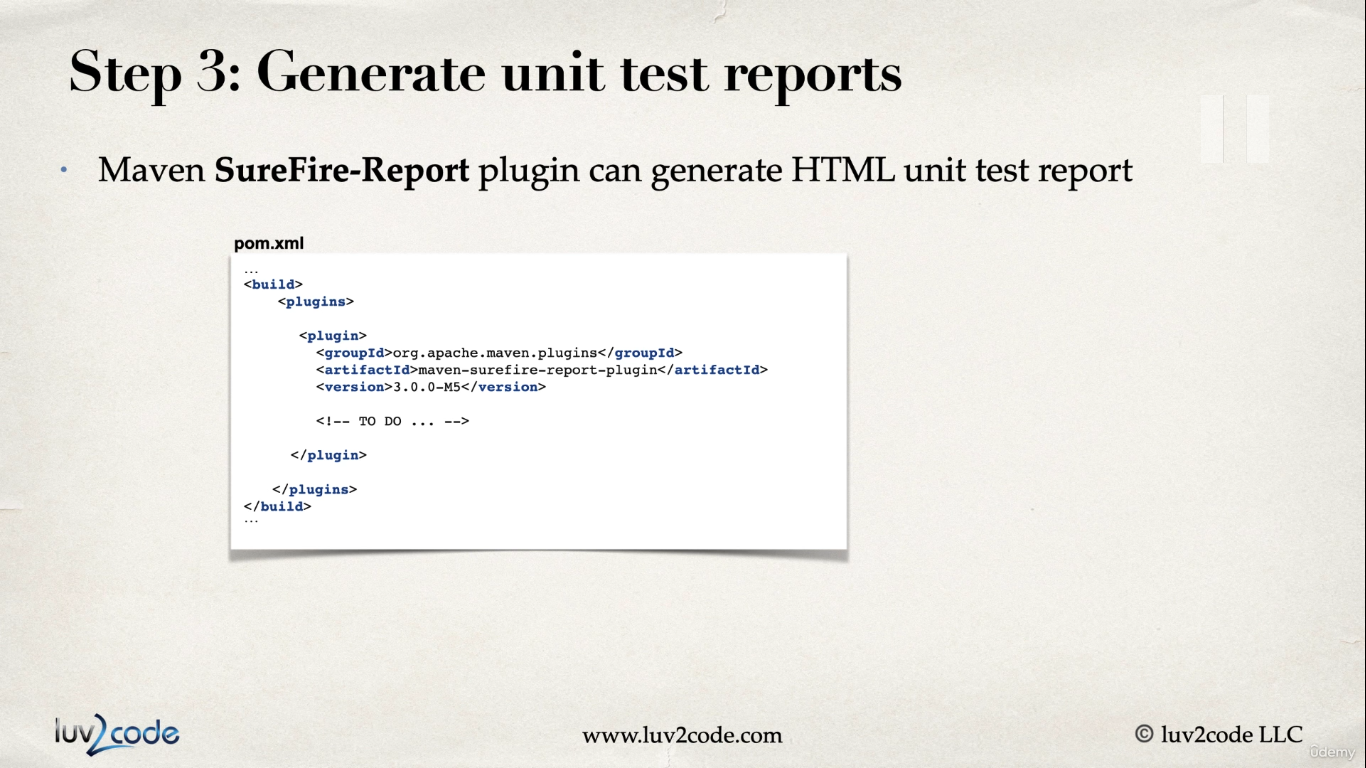 Step 3: Generate unit test reports
• Maven SureFire-Report plugin can generate HTML unit test report
pom.xml
...
<build>
<plugins>
<plugin>
<groupId>org.apache.maven.plugins</groupId>
<artifactId>maven-surefire-report-plugin</artifactId>
<version>3.0.0-M5</version>
<!-- TO DO ... -->
</plugin>
</plugins>
</build>
...
luv2code
www.luv2code.com
© luv2code LLC
ûdemy